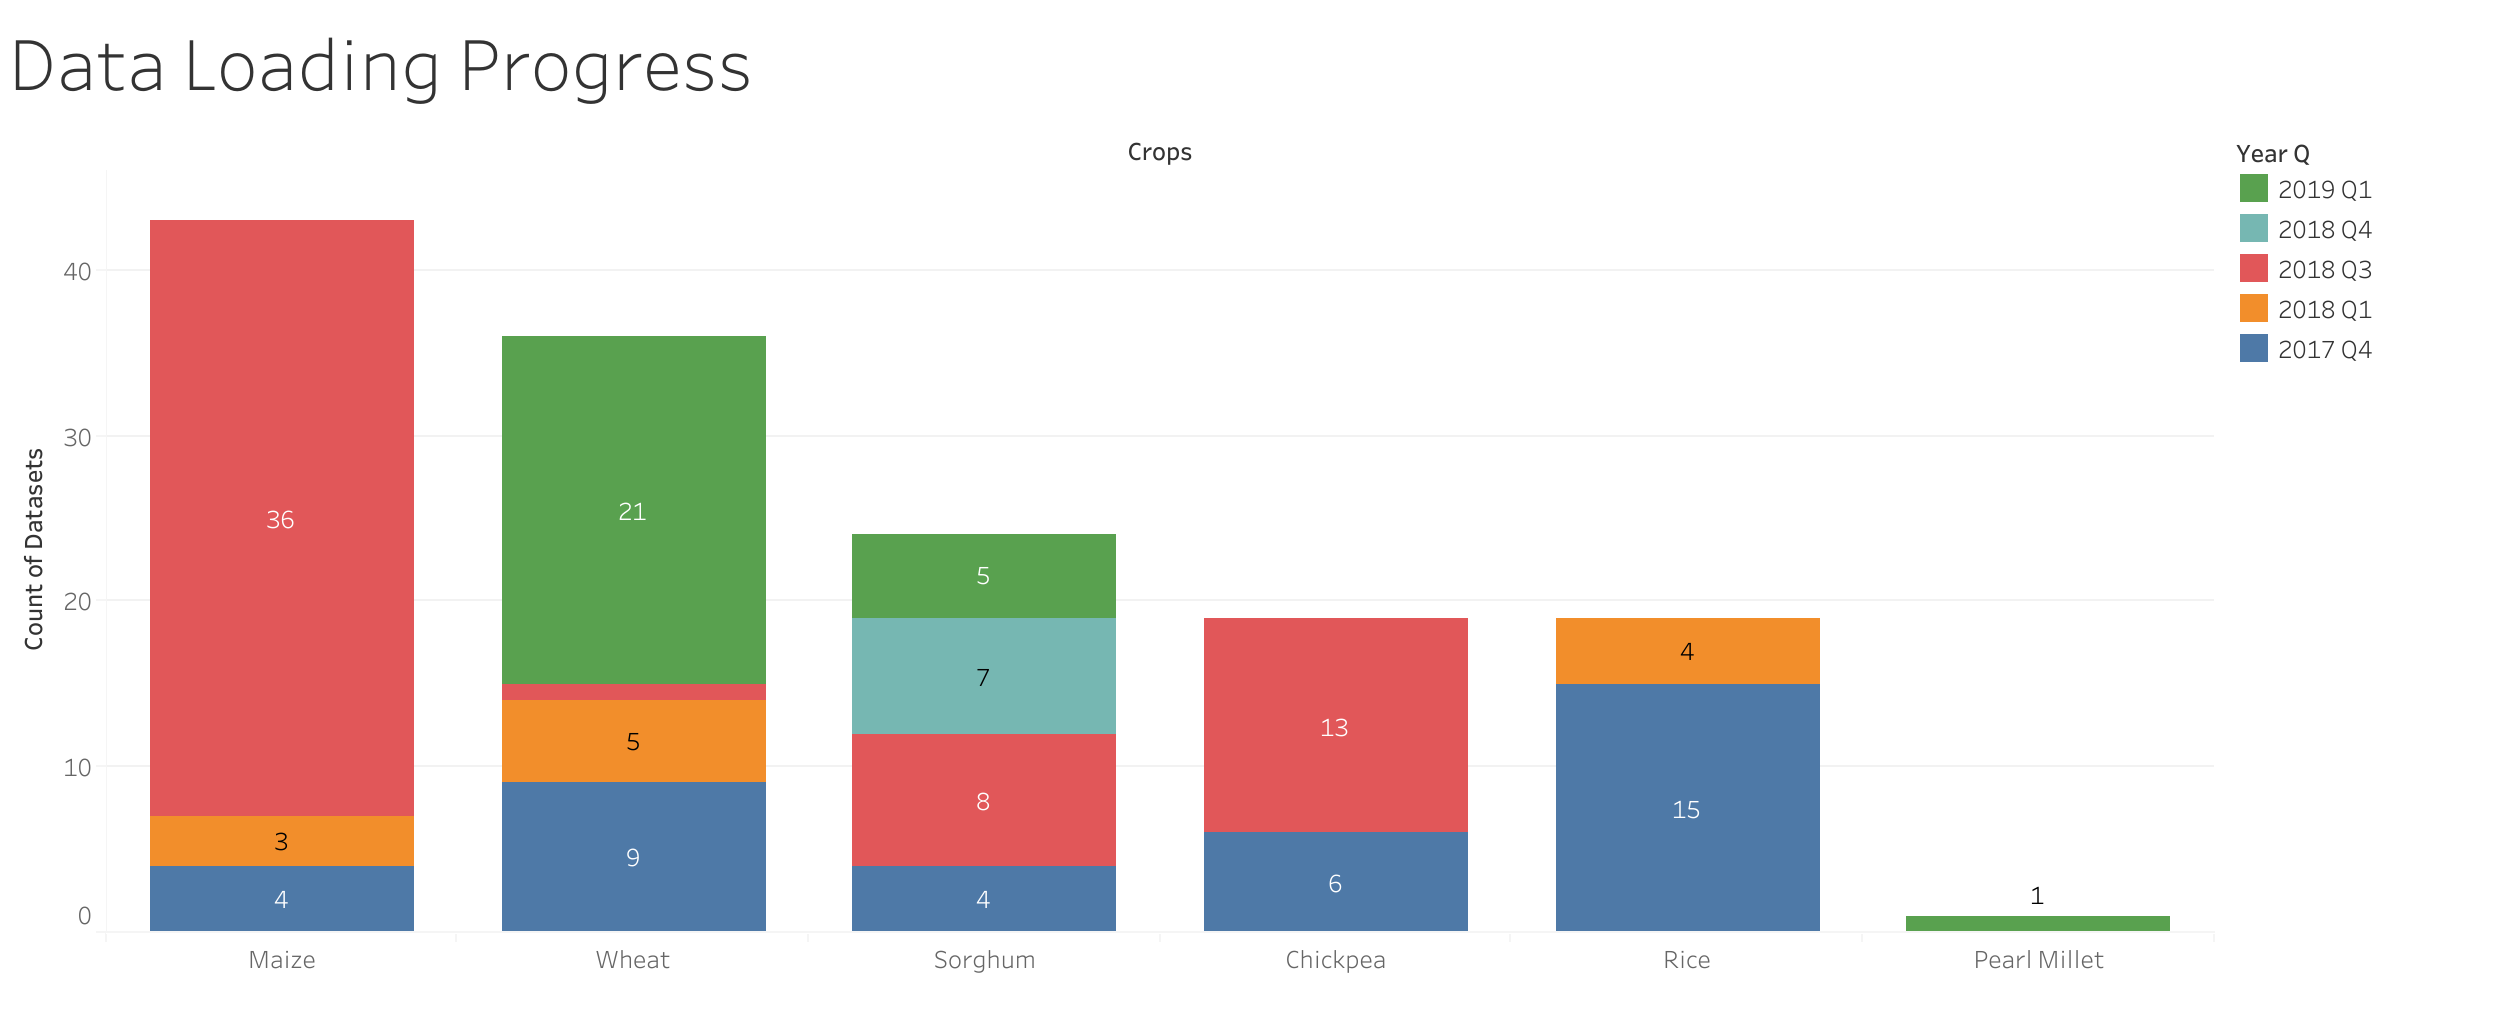 Data Loading Progress
Crops
Year Q
2019 Q1
2018 Q4
2018 Q3
2018 Q1
2017 Q4
Count of Datasets
40
30
20
10
0
36
3
4
21
5
9
5
7
8
4
13
6
4
15
1
Maize
Wheat
Sorghum
Chickpea
Rice
Pearl Millet